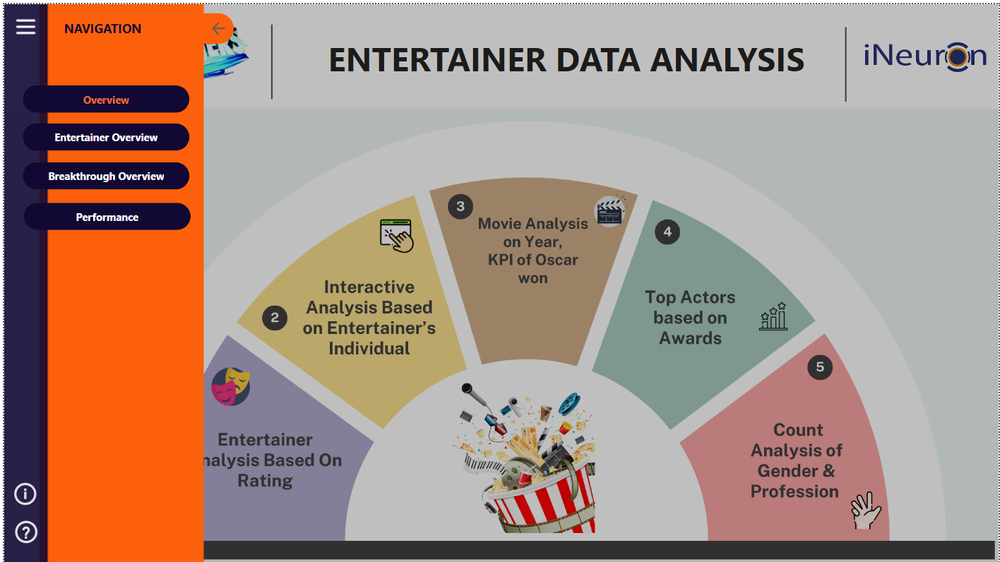 NAVIGATION
ENTERTAINER DATA ANALYSIS
iNeuron
Overview
Entertainer Overview
Breakthrough Overview
Performance
Entertainer
nalysis Based On
Rating
2
Interactive
Analysis Based
on Entertainer’s
Individual
3
Movie Analysis
on Year,
KPI of Oscar
won
4
Top Actors
based on
Awards
5
Count
Analysis of
Gender &
Profession
i
?